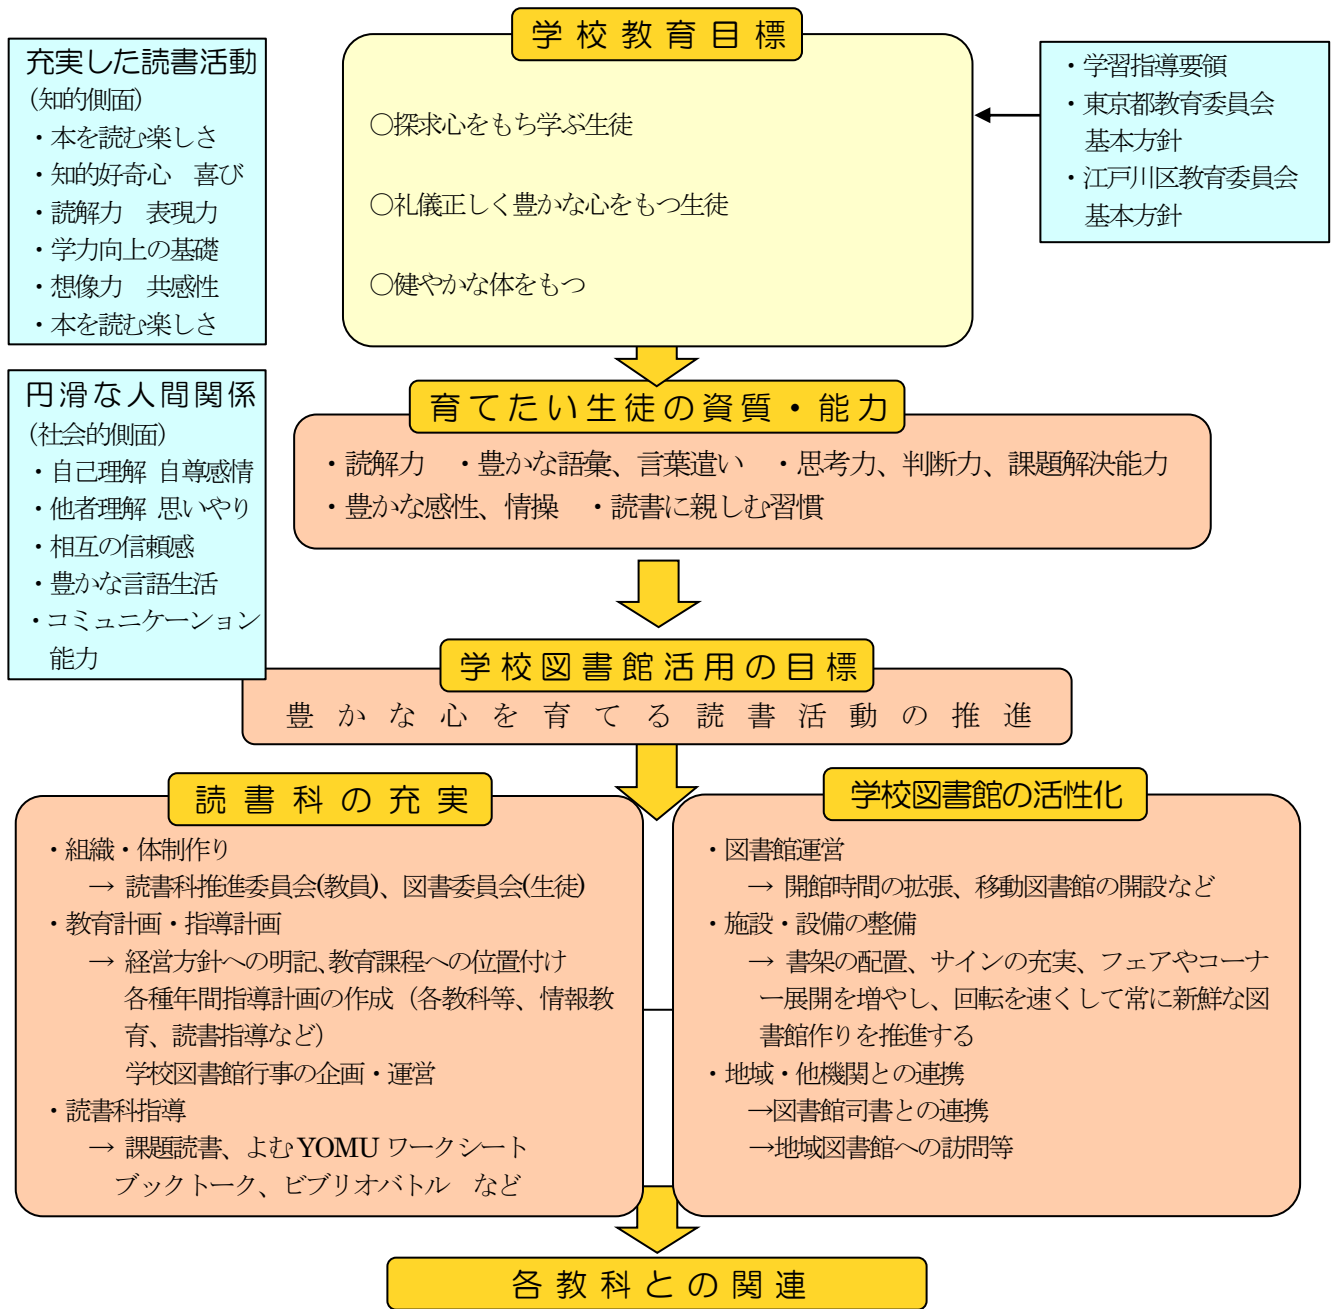 学校教育目標
○探求心をもち学ぶ生徒
○礼儀正しく豊かな心をもつ生徒
○健やかな体をもつ
充実した読書活動
(知的側面)
・本を読む楽しさ
・知的好奇心　喜び
・読解力　表現力
・学力向上の基礎
・想像力　共感性
・本を読む楽しさ
・学習指導要領
・東京都教育委員会
基本方針
・江戸川区教育委員会
基本方針
円滑な人間関係
(社会的側面)
・自己理解 自尊感情
・他者理解 思いやり
・相互の信頼感
・豊かな言語生活
・コミュニケーション
能力
育てたい生徒の資質・能力
・読解力　・豊かな語彙、言葉遣い　・思考力、判断力、課題解決能力
・豊かな感性、情操　・読書に親しむ習慣
学校図書館活用の目標
豊かな心を育てる読書活動の推進
読書科の充実
・組織・体制作り
→ 読書科推進委員会(教員)、図書委員会(生徒)
・教育計画・指導計画
→ 経営方針への明記、教育課程への位置付け
各種年間指導計画の作成（各教科等、情報教
育、読書指導など）
学校図書館行事の企画・運営
・読書科指導
→ 課題読書、よむ YOMU ワークシート
ブックトーク、ビブリオバトル　など
学校図書館の活性化
・図書館運営
→ 開館時間の拡張、移動図書館の開設など
・施設・設備の整備
→ 書架の配置、サインの充実、フェアやコーナ
ー展開を増やし、回転を速くして常に新鮮な図
書館作りを推進する
・地域・他機関との連携
→図書館司書との連携
→地域図書館への訪問等
各教科との関連